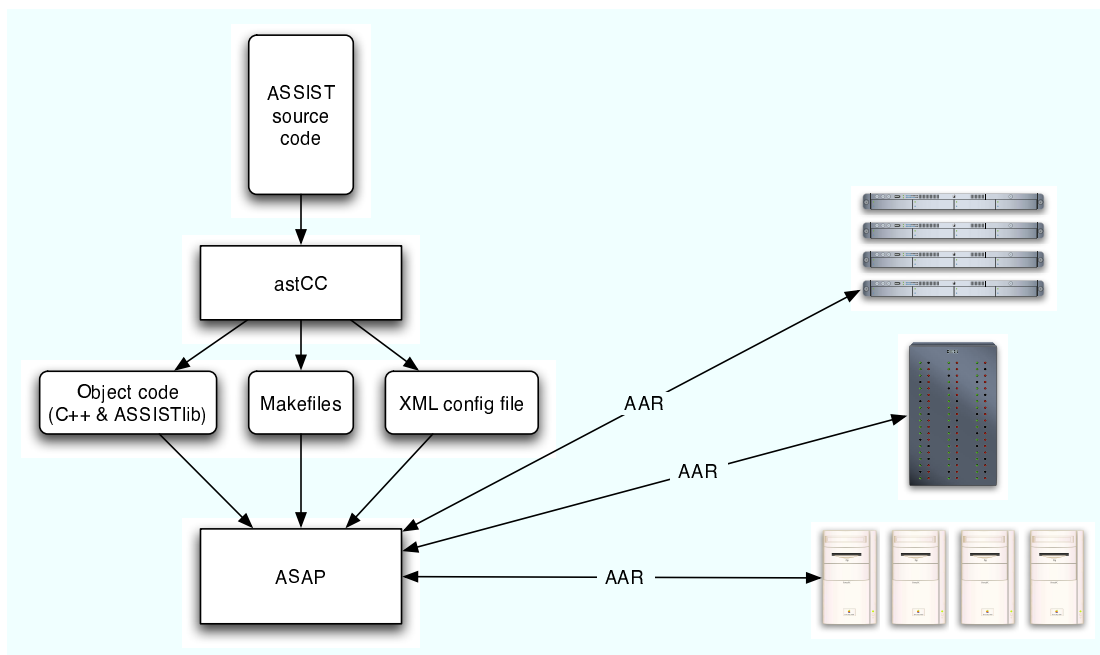 ASSIST
source
code
astCC
Object code
(C++ & ASSISTlib)
Makefiles
XML config file
AAR
AAR
ASAP
AAR